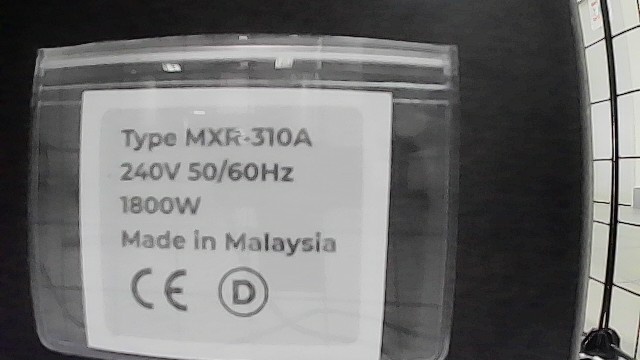 Type MXR-310A
240V 50/60Hz
1800W
Made in Malaysia
CE D